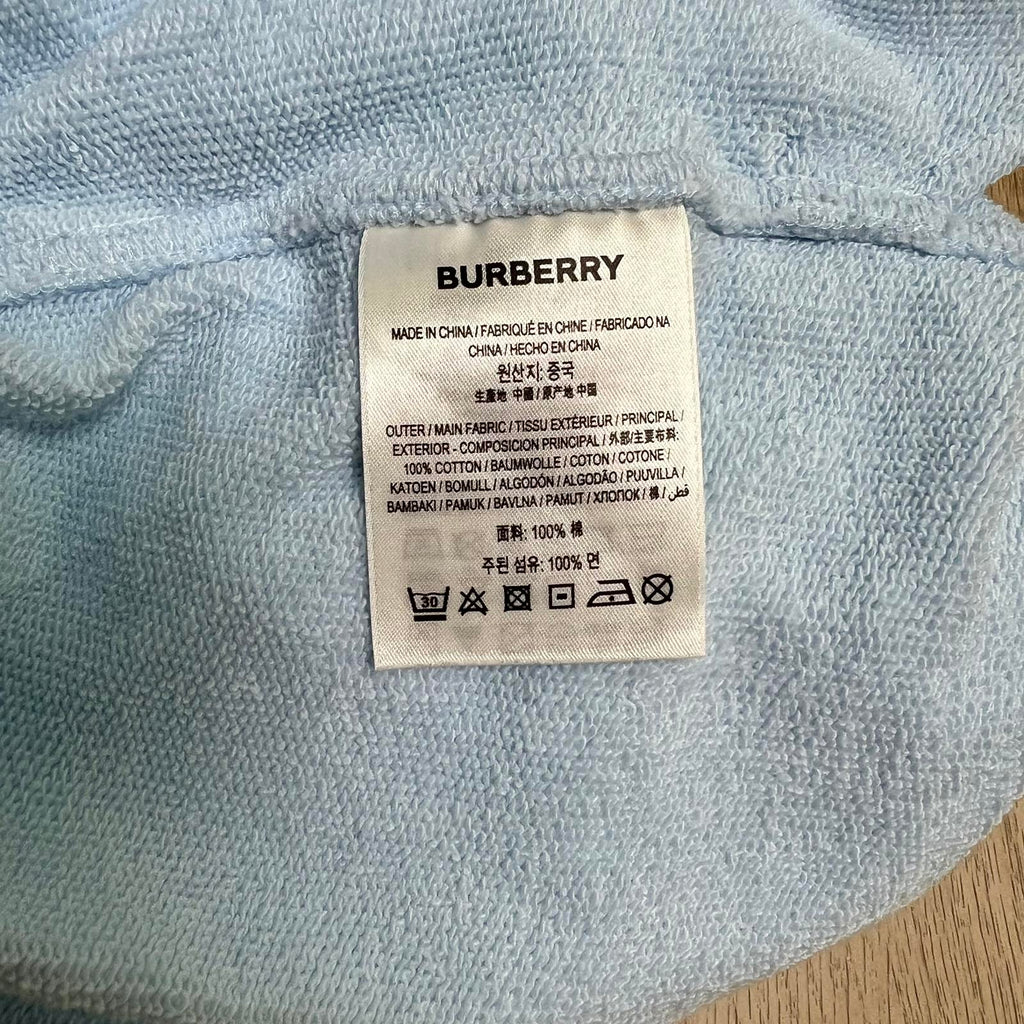 BURBERRY
MADE IN CHINA / FABRIQUÉ EN CHINE / FABRICADO NA
CHINA / HECHO EN CHINA
원산지: 중국
生產地 中國 / 原产地 中国
OUTER / MAIN FABRIC / TISSU EXTÉRIEUR / PRINCIPAL /
EXTERIOR - COMPOSICION PRINCIPAL / 外部/主要布料:
100% COTTON / BAUMWOLLE / COTON / COTONE /
KATOEN / BOMULL / ALGODÓN / ALGODÃO / PUUVILLA /
BAMBAKI / PAMUK / BAVLNA / PAMUT / ХЛОПОК / 棉 / قطن
面料: 100% 棉
주된 섬유: 100% 면
30